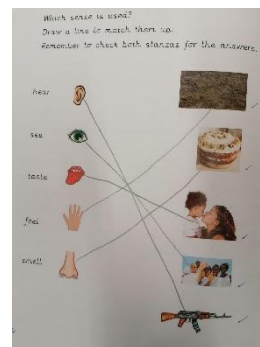 Which sense is used?
Draw a line to match them up.
Remember to check both stanzas for the answers.
hear
see
taste
feel
smell